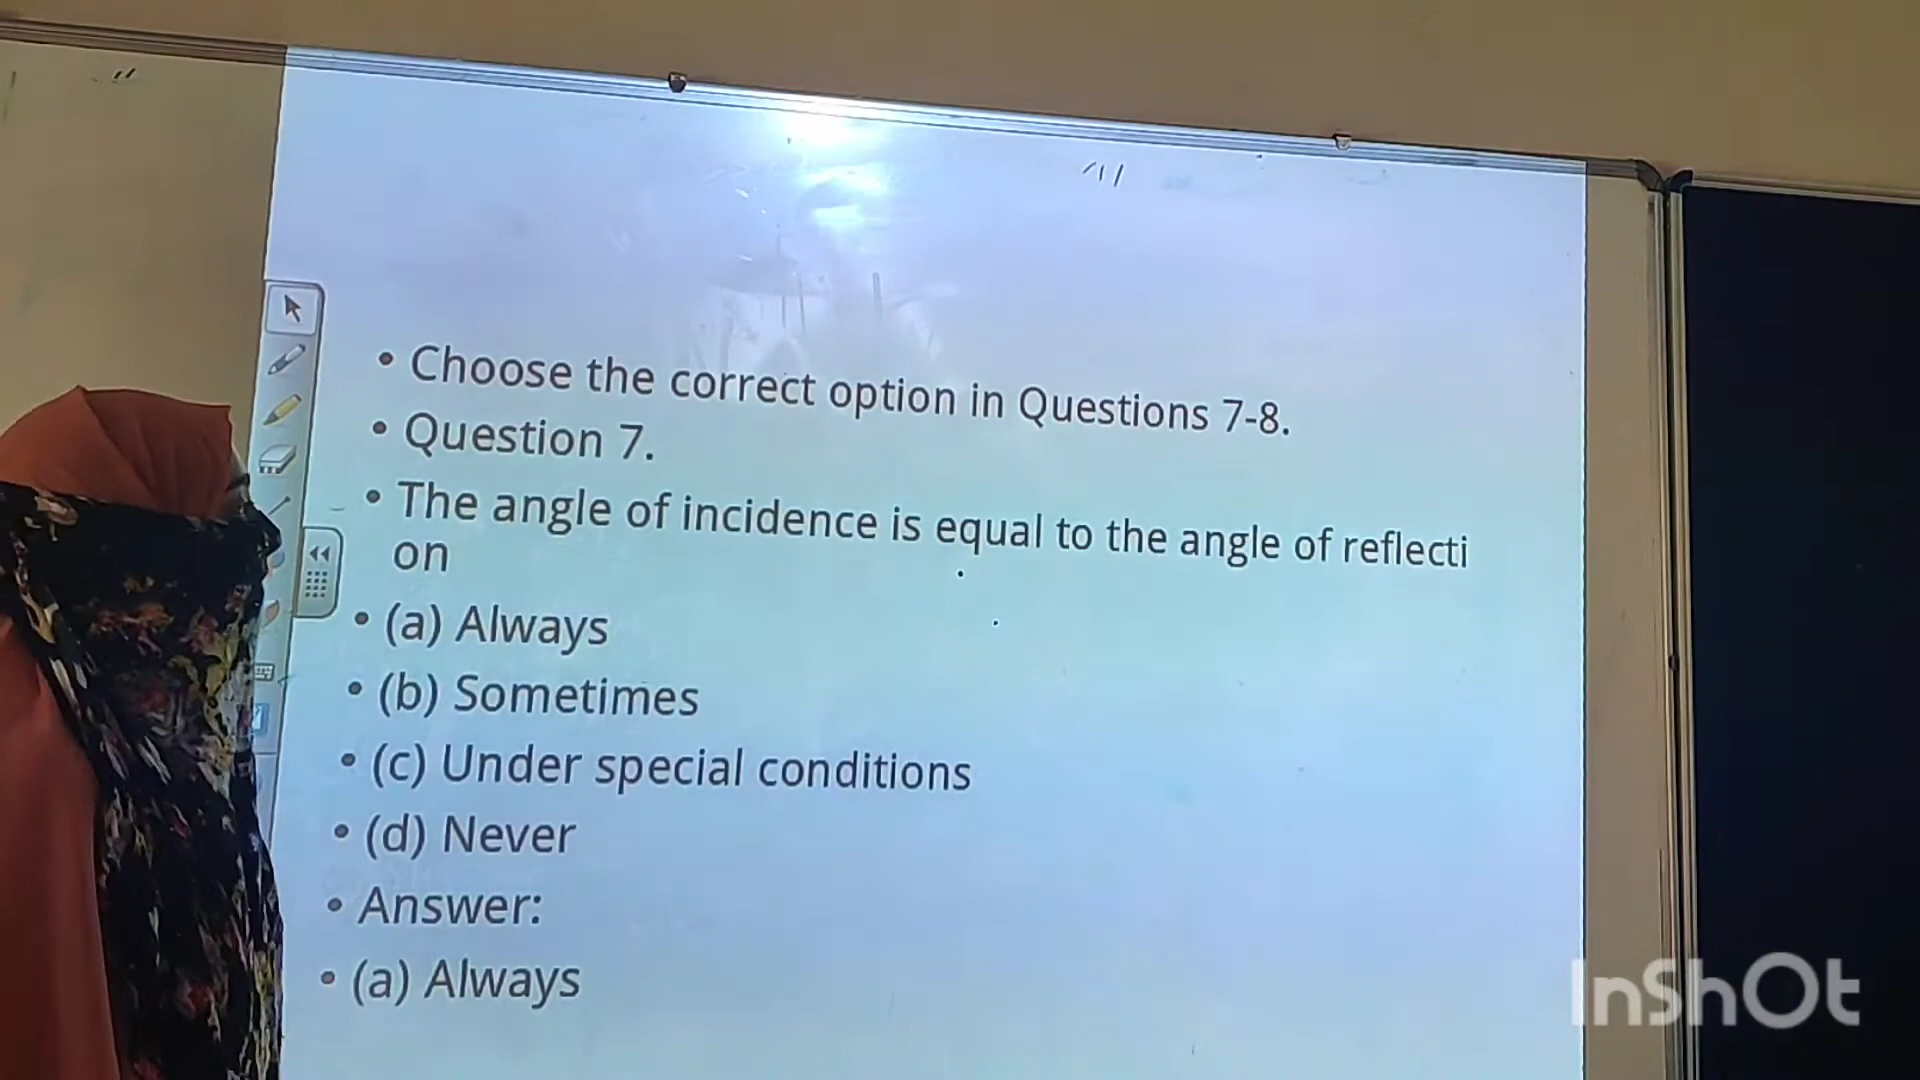 • Choose the correct option in Questions 7-8.
• Question 7.
• The angle of incidence is equal to the angle of reflecti
on
• (a) Always
• (b) Sometimes
• (c) Under special conditions
• (d) Never
• Answer:
• (a) Always
InShOt